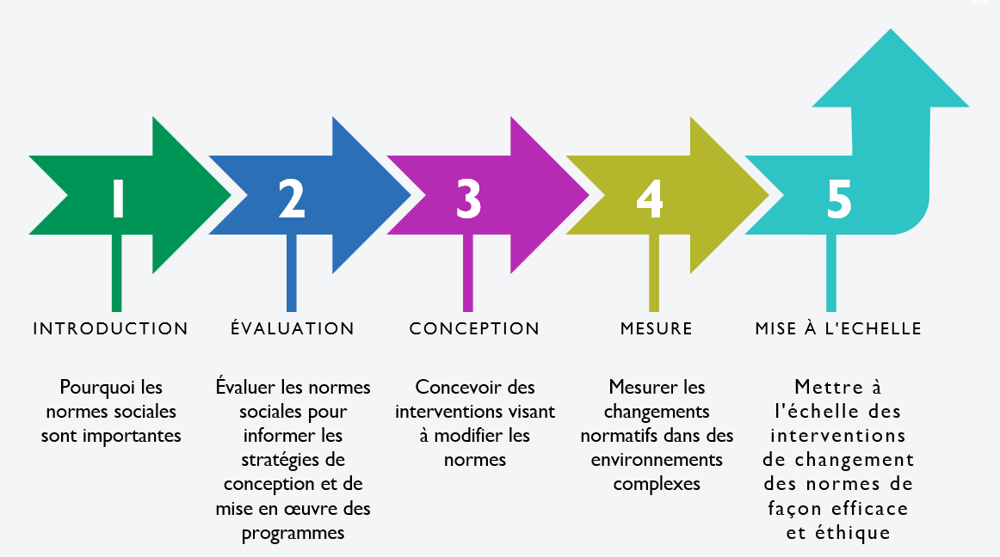 1
2
3
4
5
INTRODUCTION
Pourquoi les
normes sociales
sont importantes
ÉVALUATION
Évaluer les normes
sociales pour
informer les
stratégies de
conception et de
mise en œuvre des
programmes
CONCEPTION
Concevoir des
interventions visant
à modifier les
normes
MESURE
Mesurer les
changements
normatifs dans des
environnements
complexes
MISE À L'ECHELLE
Mettre à
l'échelle des
interventions
de changement
des normes de
façon efficace
et éthique